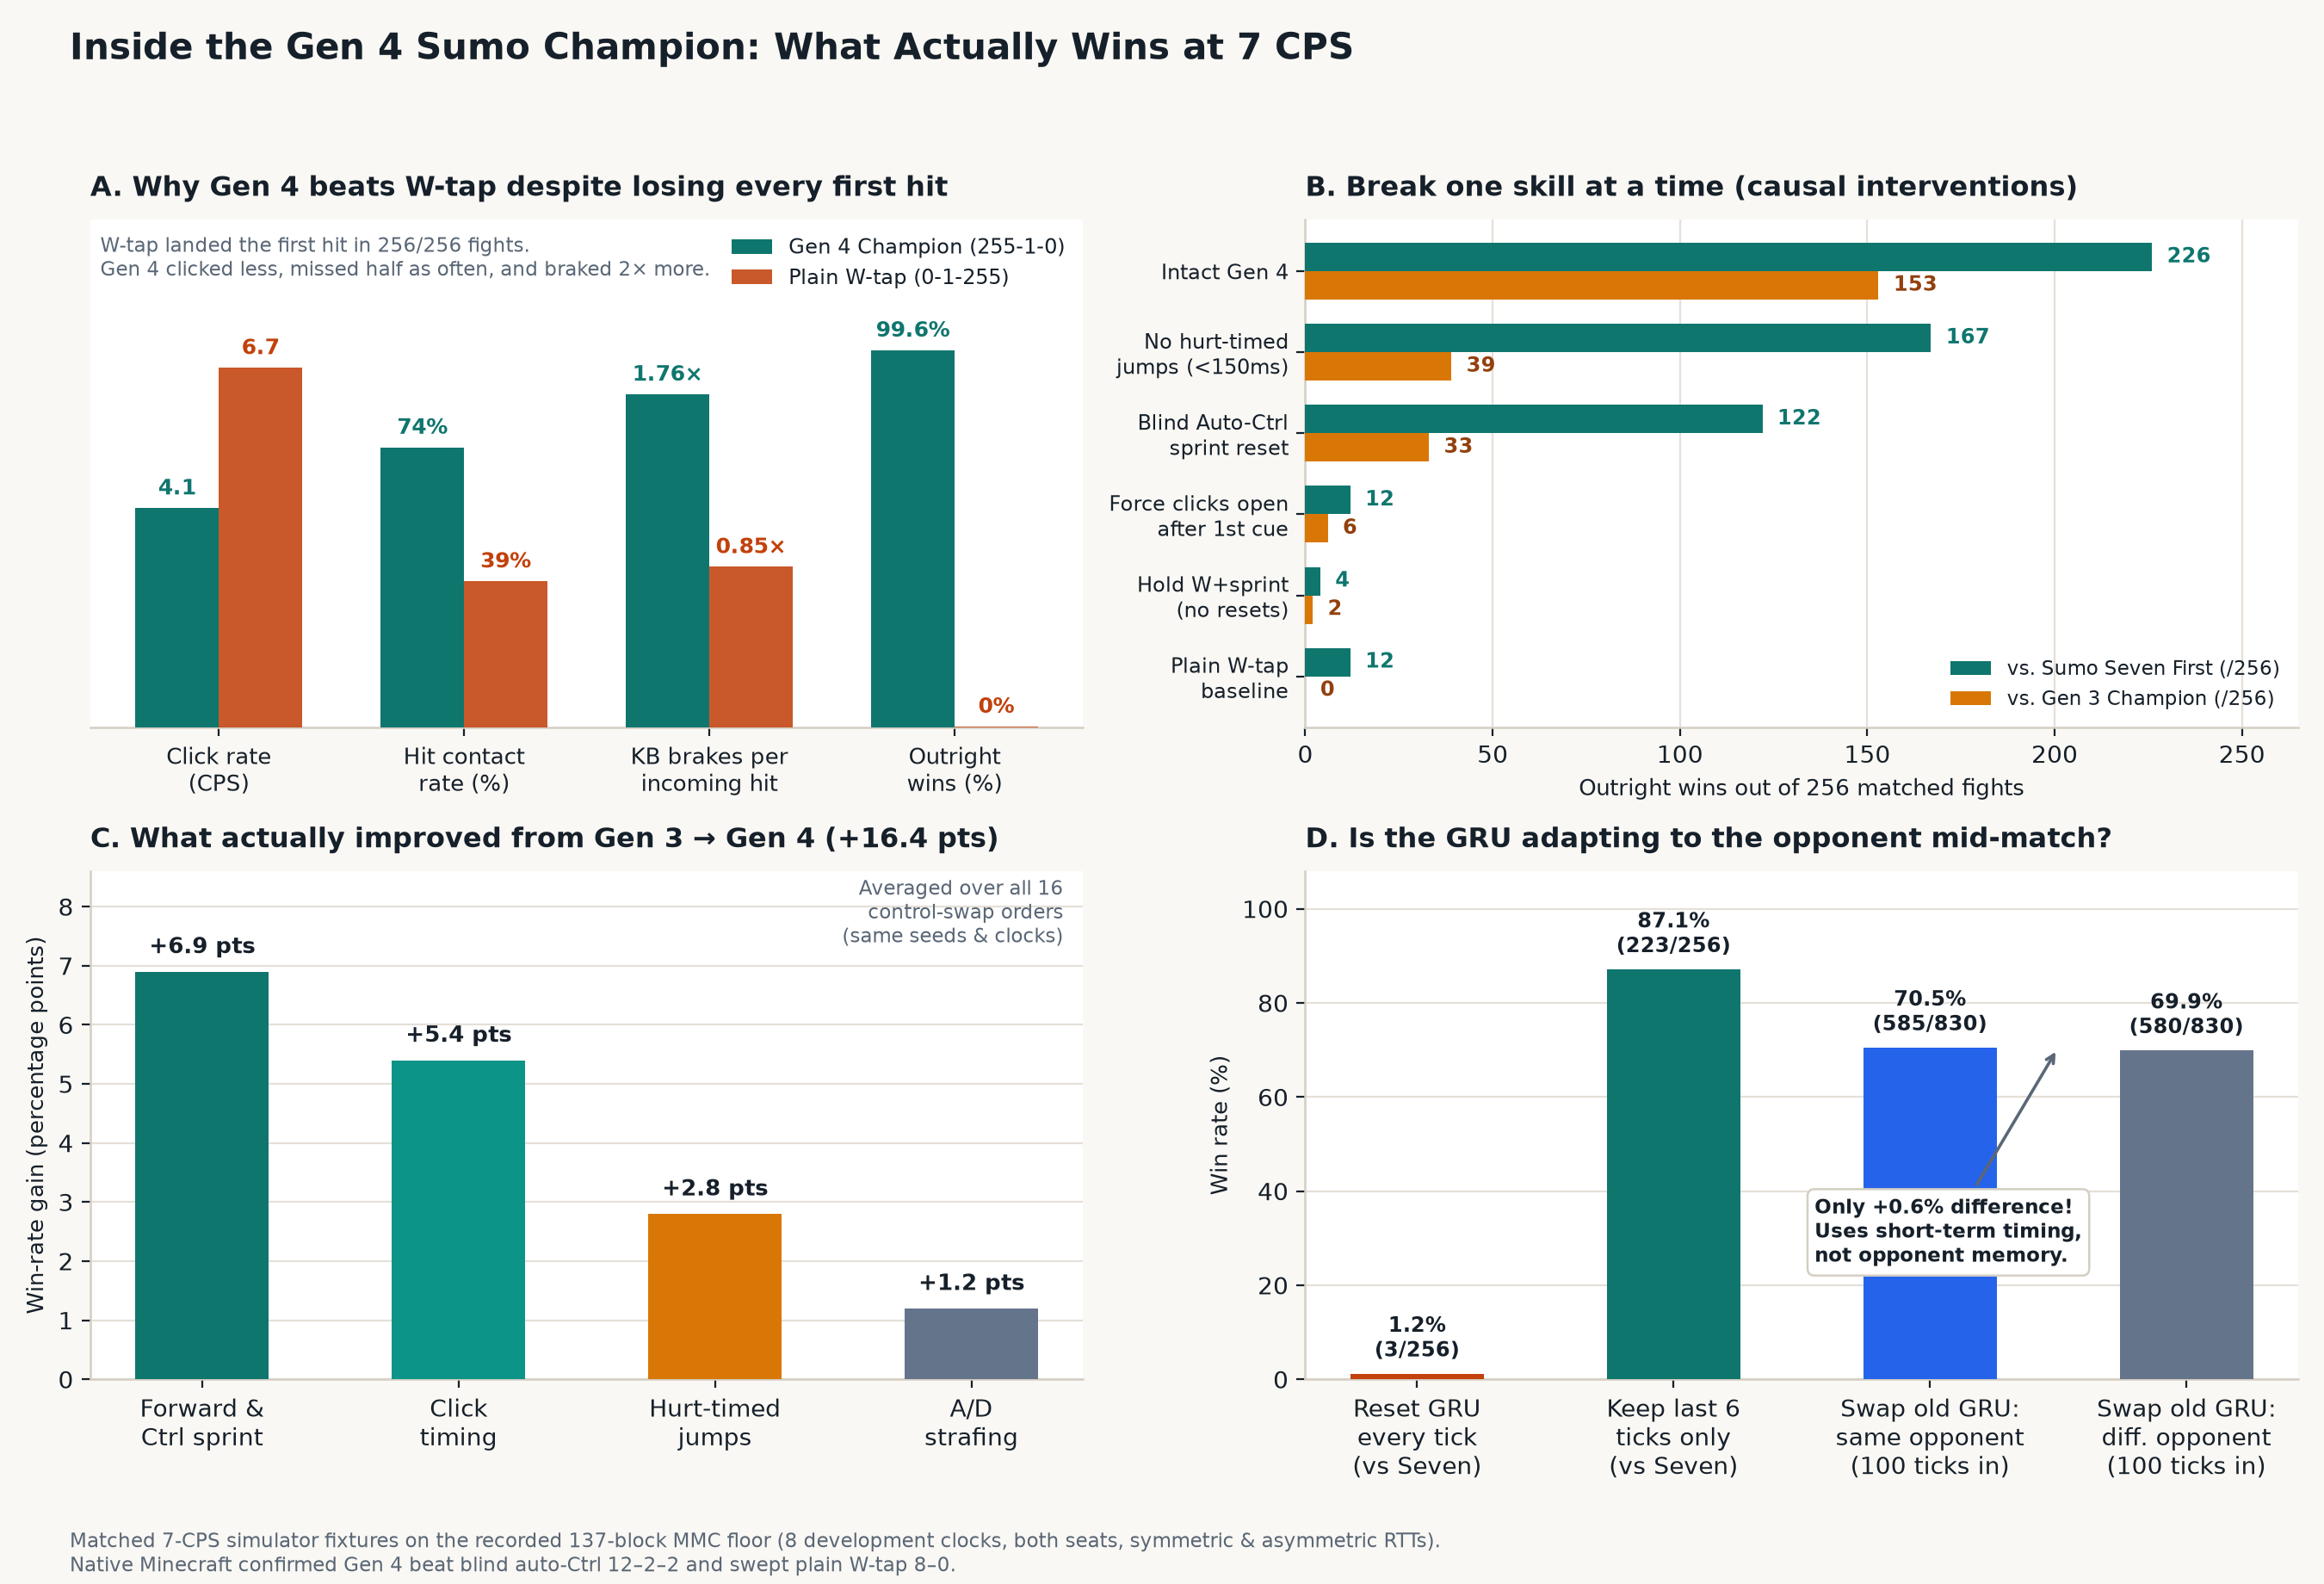 Inside the Gen 4 Sumo Champion: What Actually Wins at 7 CPS
A. Why Gen 4 beats W-tap despite losing every first hit
W-tap landed the first hit in 256/256 fights.
Gen 4 clicked less, missed half as often, and braked 2× more.
Gen 4 Champion (255-1-0)
Plain W-tap (0-1-255)
4.1
6.7
74%
39%
1.76×
0.85×
99.6%
0%
Click rate
(CPS)
Hit contact
rate (%)
KB brakes per
incoming hit
Outright
wins (%)
B. Break one skill at a time (causal interventions)
Intact Gen 4
226
153
No hurt-timed
jumps (<150ms)
167
39
Blind Auto-Ctrl
sprint reset
122
33
Force clicks open
after 1st cue
12
6
Hold W+sprint
(no resets)
4
2
Plain W-tap
baseline
12
0
vs. Sumo Seven First (/256)
vs. Gen 3 Champion (/256)
0
50
100
150
200
250
Outright wins out of 256 matched fights
C. What actually improved from Gen 3 → Gen 4 (+16.4 pts)
Averaged over all 16
control-swap orders
(same seeds & clocks)
Win-rate gain (percentage points)
8
7
6
5
4
3
2
1
0
+6.9 pts
+5.4 pts
+2.8 pts
+1.2 pts
Forward &
Ctrl sprint
Click
timing
Hurt-timed
jumps
A/D
strafing
D. Is the GRU adapting to the opponent mid-match?
Win rate (%)
100
80
60
40
20
0
1.2%
(3/256)
87.1%
(223/256)
70.5%
(585/830)
69.9%
(580/830)
Only +0.6% difference!
Uses short-term timing,
not opponent memory.
Reset GRU
every tick
(vs Seven)
Keep last 6
ticks only
(vs Seven)
Swap old GRU:
same opponent
(100 ticks in)
Swap old GRU:
diff. opponent
(100 ticks in)
Matched 7-CPS simulator fixtures on the recorded 137-block MMC floor (8 development clocks, both seats, symmetric & asymmetric RTTs).
Native Minecraft confirmed Gen 4 beat blind auto-Ctrl 12–2–2 and swept plain W-tap 8–0.